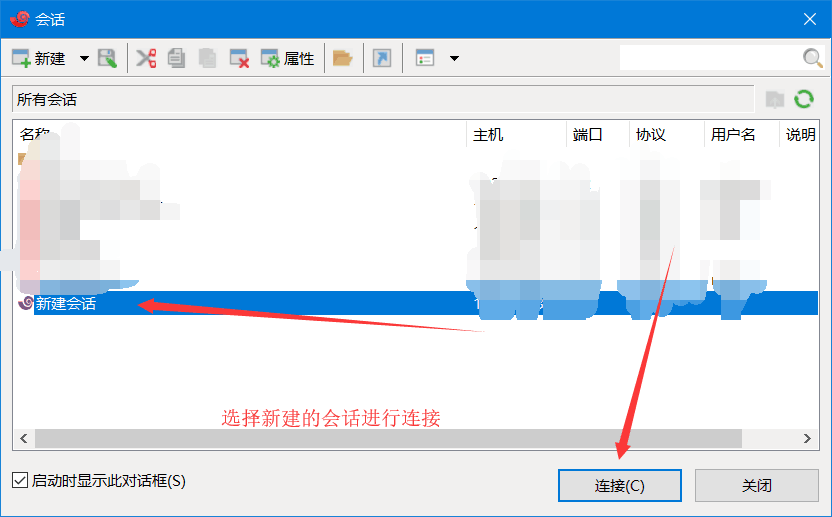 会话
新建
属性
所有会话
名称 主机 端口 协议 用户名 说明
新建会话
选择新建的会话进行连接
启动时显示此对话框(S)
连接(C) 关闭